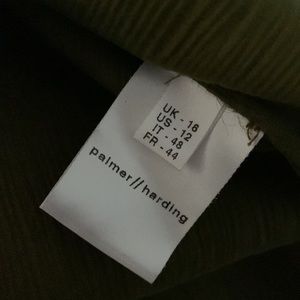 UK - 16
US - 12
IT - 48
FR - 44
palmer//harding